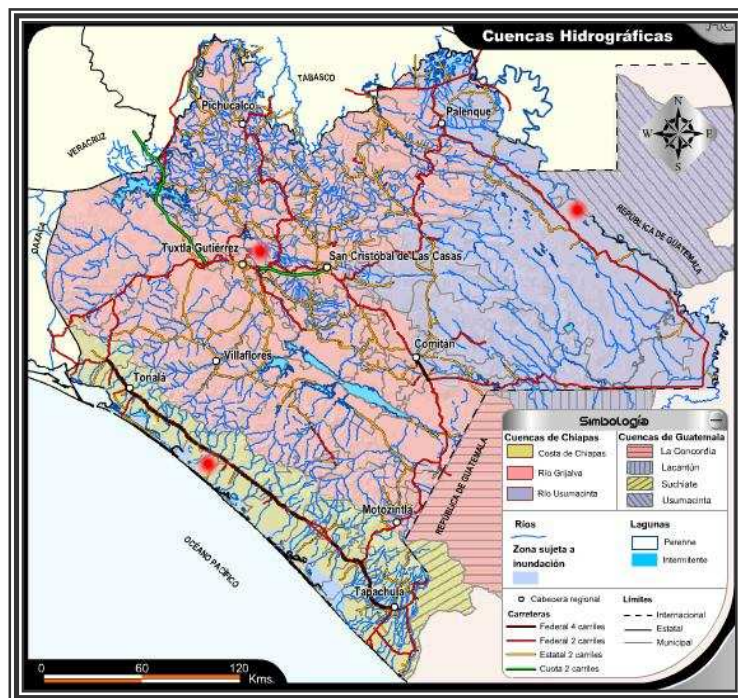 Cuencas Hidrográficas
TABASCO
VERACRUZ
OAXACA
Pichucalco
Palenque
N
W E
S
REPÚBLICA DE GUATEMALA
Tuxtla Gutiérrez
San Cristóbal de Las Casas
Villaflores
Comitán
Tonalá
REPÚBLICA DE GUATEMALA
Motozintla
OCÉANO PACÍFICO
Tapachula
Simbología
Cuencas de Chiapas
Costa de Chiapas
Río Grijalva
Río Usumacinta
Cuencas de Guatemala
La Concordia
Lacantún
Suchiate
Usumacinta
Ríos
Zona sujeta a
inundación
Lagunas
Perenne
Intermitente
Cabecera regional
Carreteras
Federal 4 carriles
Federal 2 carriles
Estatal 2 carriles
Cuota 2 carriles
Límites
Internacional
Estatal
Municipal
0 60 120
Kms.